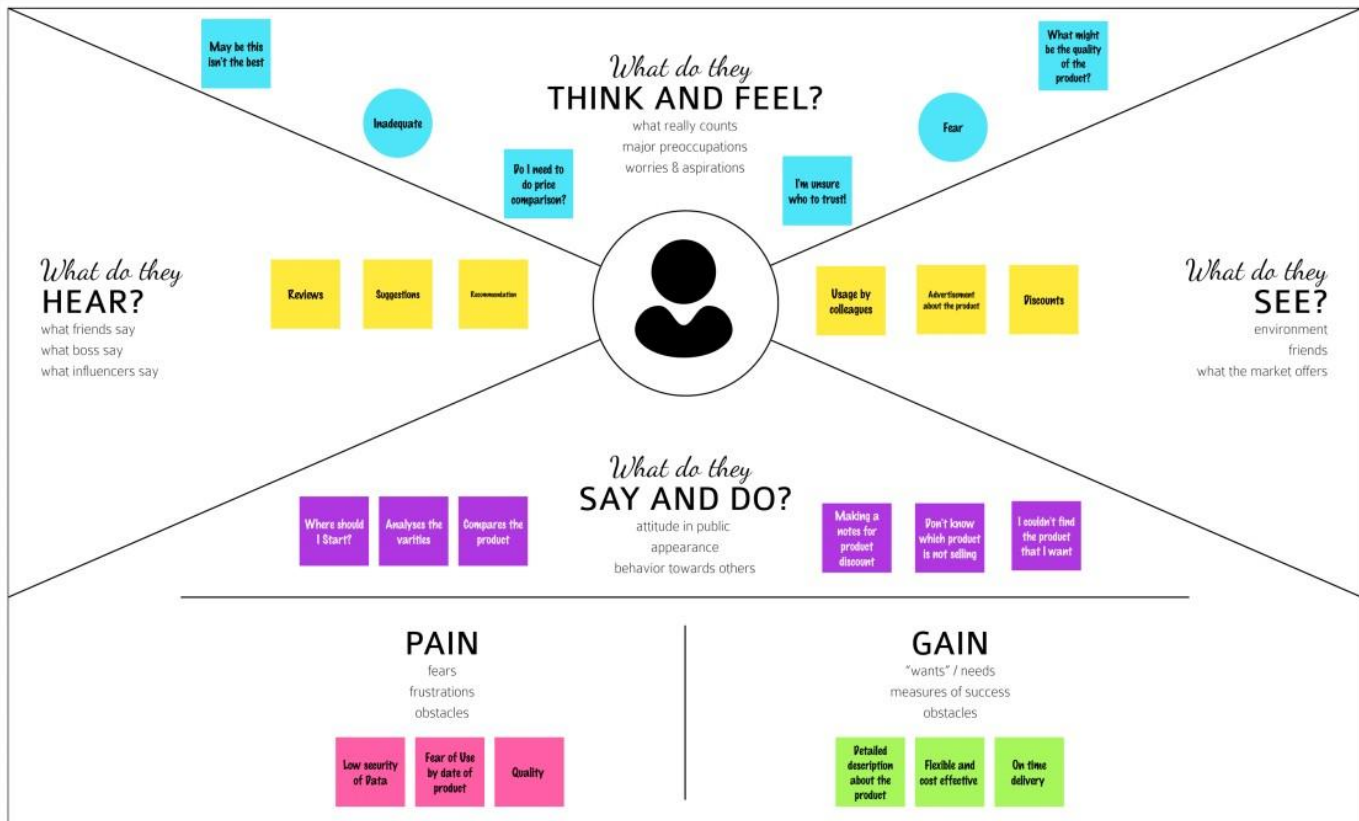 May be this
isn't the best
Inadequate
Do I need to
do price
comparison?
What do they
THINK AND FEEL?
what really counts
major preoccupations
worries & aspirations
I'm unsure
who to trust!
Fear
What might
be the quality
of the
product?
What do they
HEAR?
what friends say
what boss say
what influencers say
Reviews
Suggestions
Recommendation
Usage by
colleagues
Advertisement
about the product
Discounts
What do they
SEE?
environment
friends
what the market offers
What do they
SAY AND DO?
attitude in public
appearance
behavior towards others
Where should
I Start?
Analyses the
varities
Compares the
product
Making a
notes for
product
discount
Don't know
which product
is not selling
I couldn't find
the product
that I want
PAIN
fears
frustrations
obstacles
Low security
of Data
Fear of Use
by date of
product
Quality
GAIN
"wants" / needs
measures of success
obstacles
Detailed
description
about the
product
Flexible and
cost effective
On time
delivery